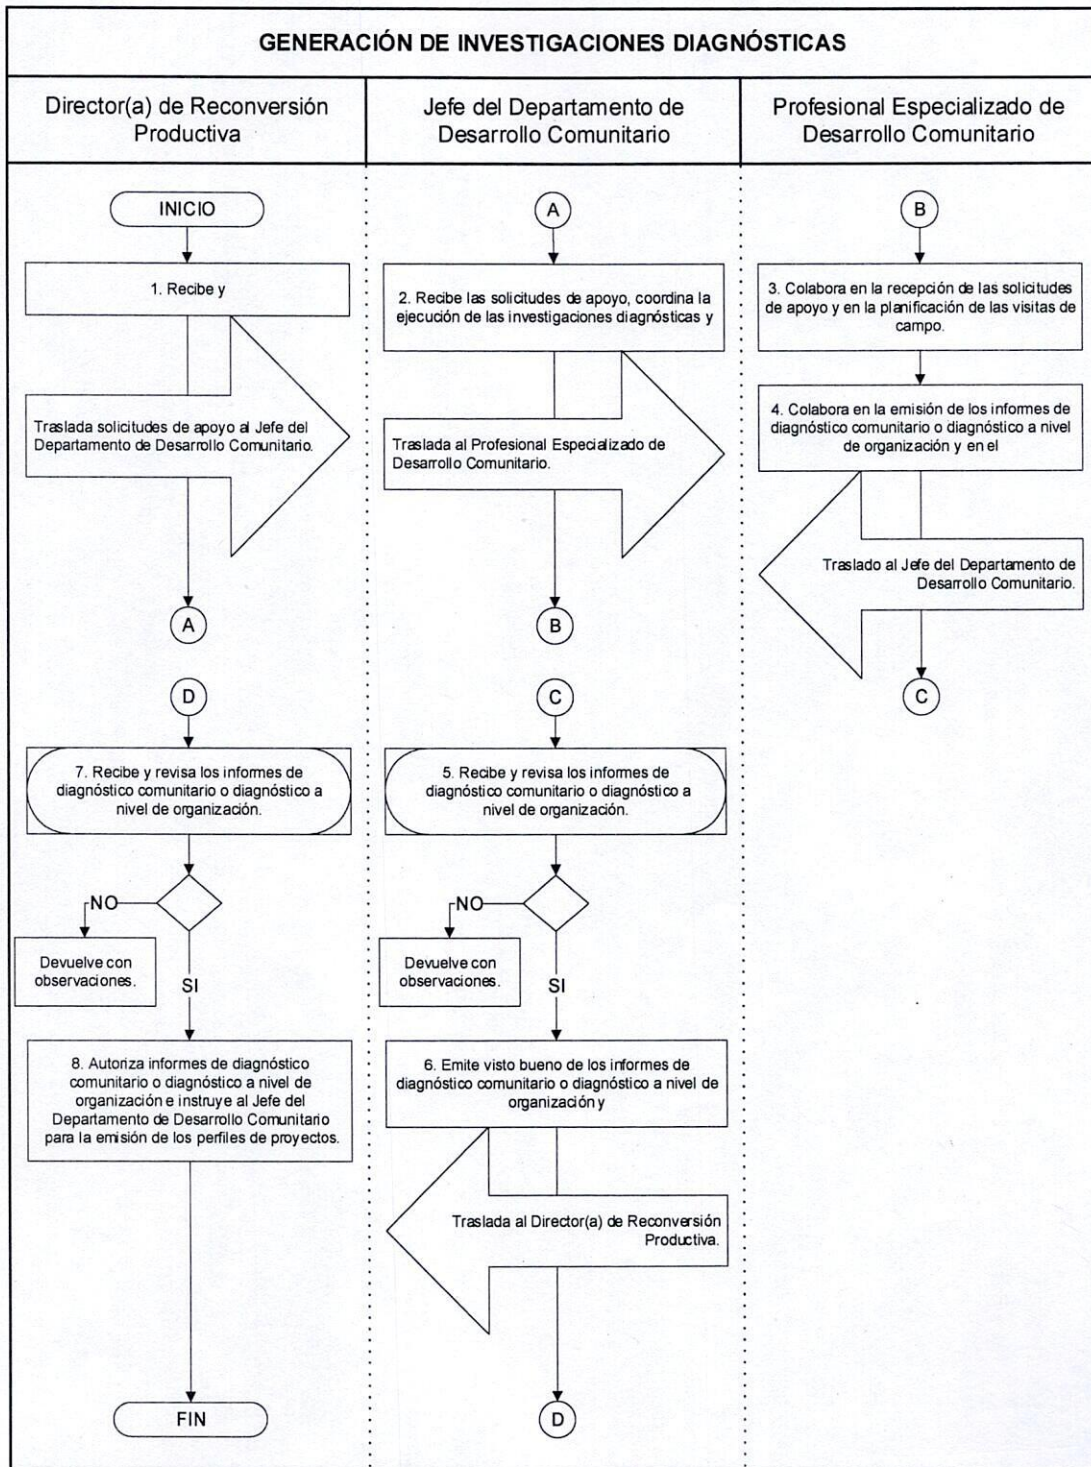 GENERACIÓN DE INVESTIGACIONES DIAGNÓSTICAS
Director(a) de Reconversión
Productiva
Jefe del Departamento de
Desarrollo Comunitario
Profesional Especializado de
Desarrollo Comunitario
INICIO
1. Recibe y
Traslada solicitudes de apoyo al Jefe del
Departamento de Desarrollo Comunitario.
A
A
2. Recibe las solicitudes de apoyo, coordina la
ejecución de las investigaciones diagnósticas y
Traslada al Profesional Especializado de
Desarrollo Comunitario.
B
B
3. Colabora en la recepción de las solicitudes
de apoyo y en la planificación de las visitas de
campo.
4. Colabora en la emisión de los informes de
diagnóstico comunitario o diagnóstico a nivel
de organización y en el
Traslado al Jefe del Departamento de
Desarrollo Comunitario.
C
D
7. Recibe y revisa los informes de
diagnóstico comunitario o diagnóstico a
nivel de organización.
NO
Devuelve con
observaciones.
SI
8. Autoriza informes de diagnóstico
comunitario o diagnóstico a nivel de
organización e instruye al Jefe del
Departamento de Desarrollo Comunitario
para la emisión de los perfiles de proyectos.
FIN
C
5. Recibe y revisa los informes de
diagnóstico comunitario o diagnóstico a
nivel de organización.
NO
Devuelve con
observaciones.
SI
6. Emite visto bueno de los informes de
diagnóstico comunitario o diagnóstico a nivel de
organización y
Traslada al Director(a) de Reconversión
Productiva.
D